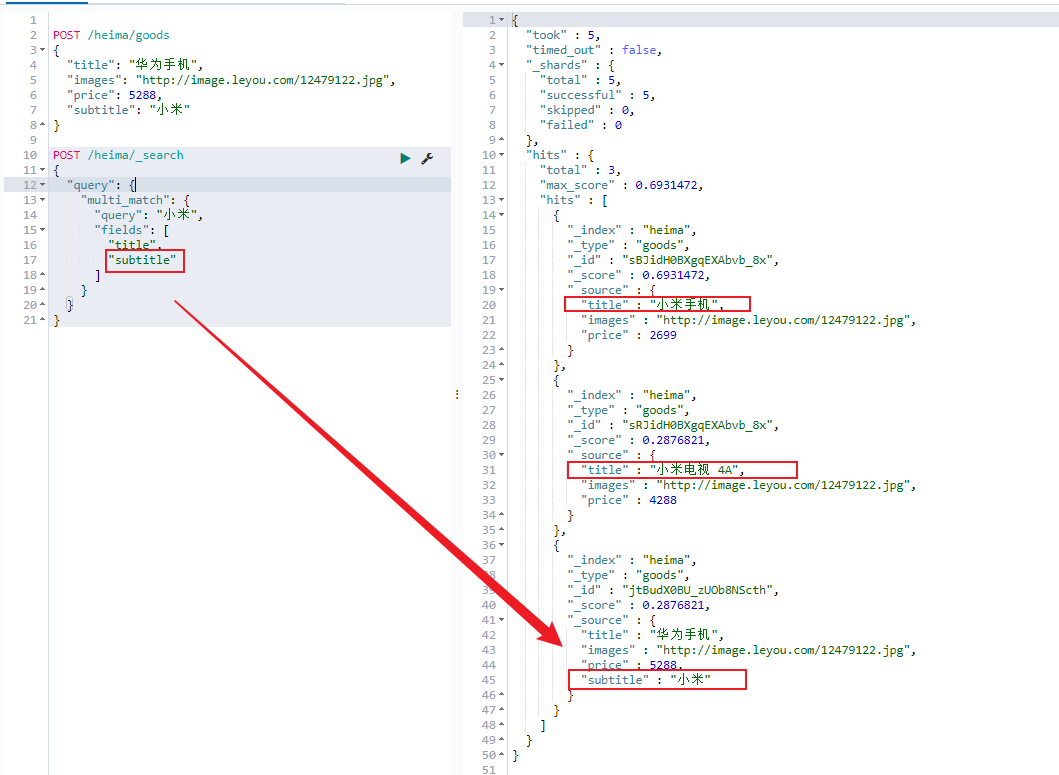 1
2 POST /heima/goods
3 {
4 "title": "华为手机",
5 "images": "http://image.leyou.com/12479122.jpg",
6 "price": 5288,
7 "subtitle": "小米"
8 }
9
10 POST /heima/_search
11 {
12 "query": {
13 "multi_match": {
14 "query": "小米",
15 "fields": [
16 "title",
17 "subtitle"
18 ]
19 }
20 }
21 }
1 {
2 "took" : 5,
3 "timed_out" : false,
4 "_shards" : {
5 "total" : 5,
6 "successful" : 5,
7 "skipped" : 0,
8 "failed" : 0
9 },
10 "hits" : {
11 "total" : 3,
12 "max_score" : 0.6931472,
13 "hits" : [
14 {
15 "_index" : "heima",
16 "_type" : "goods",
17 "_id" : "sBJidH0BXgqEXAbvb_8x",
18 "_score" : 0.6931472,
19 "_source" : {
20 "title" : "小米手机",
21 "images" : "http://image.leyou.com/12479122.jpg",
22 "price" : 2699
23 }
24 },
25 {
26 "_index" : "heima",
27 "_type" : "goods",
28 "_id" : "sRJidH0BXgqEXAbvb_8x",
29 "_score" : 0.2876821,
30 "_source" : {
31 "title" : "小米电视 4A",
32 "images" : "http://image.leyou.com/12479122.jpg",
33 "price" : 4288
34 }
35 },
36 {
37 "_index" : "heima",
38 "_type" : "goods",
39 "_id" : "jtBudX0BU_zUOb8NScth",
40 "_score" : 0.2876821,
41 "_source" : {
42 "title" : "华为手机",
43 "images" : "http://image.leyou.com/12479122.jpg",
44 "price" : 5288,
45 "subtitle" : "小米"
46 }
47 }
48 ]
49 }
50 }
51